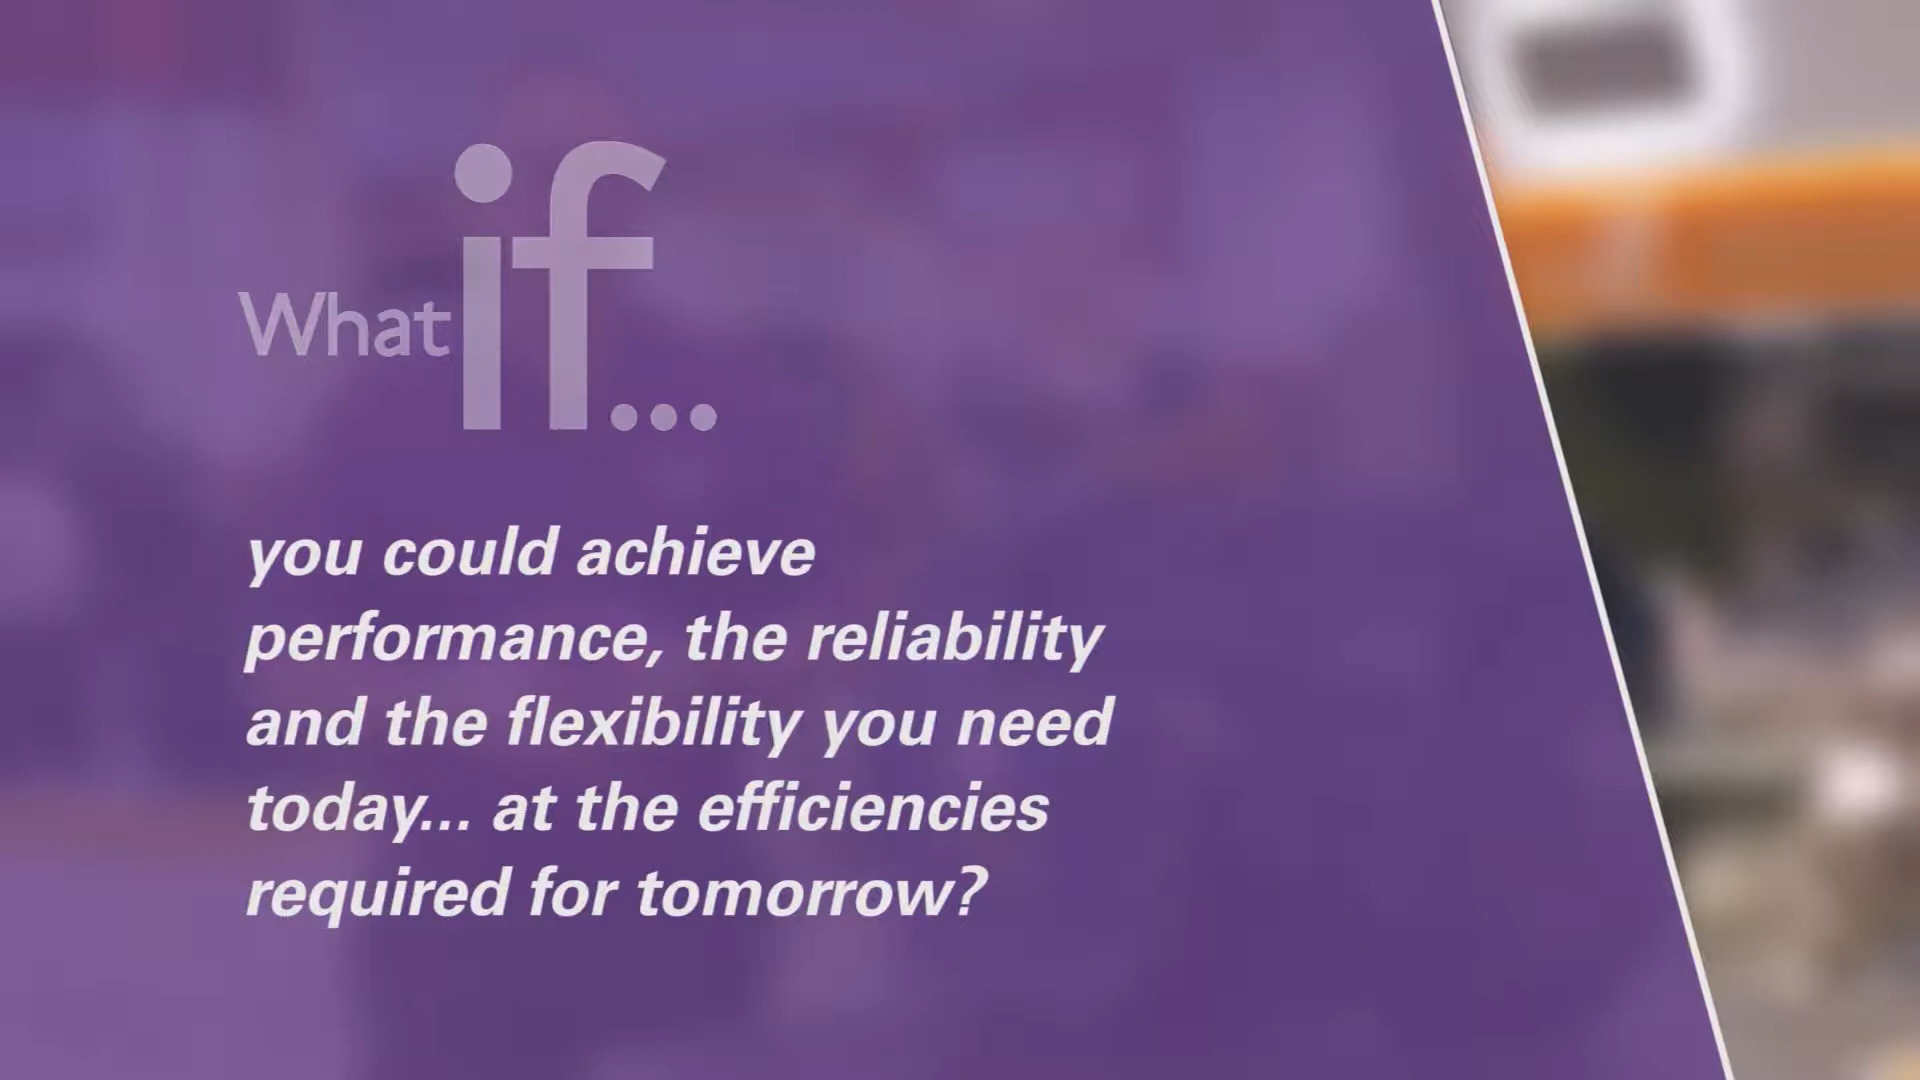 What if...
you could achieve
performance, the reliability
and the flexibility you need
today... at the efficiencies
required for tomorrow?